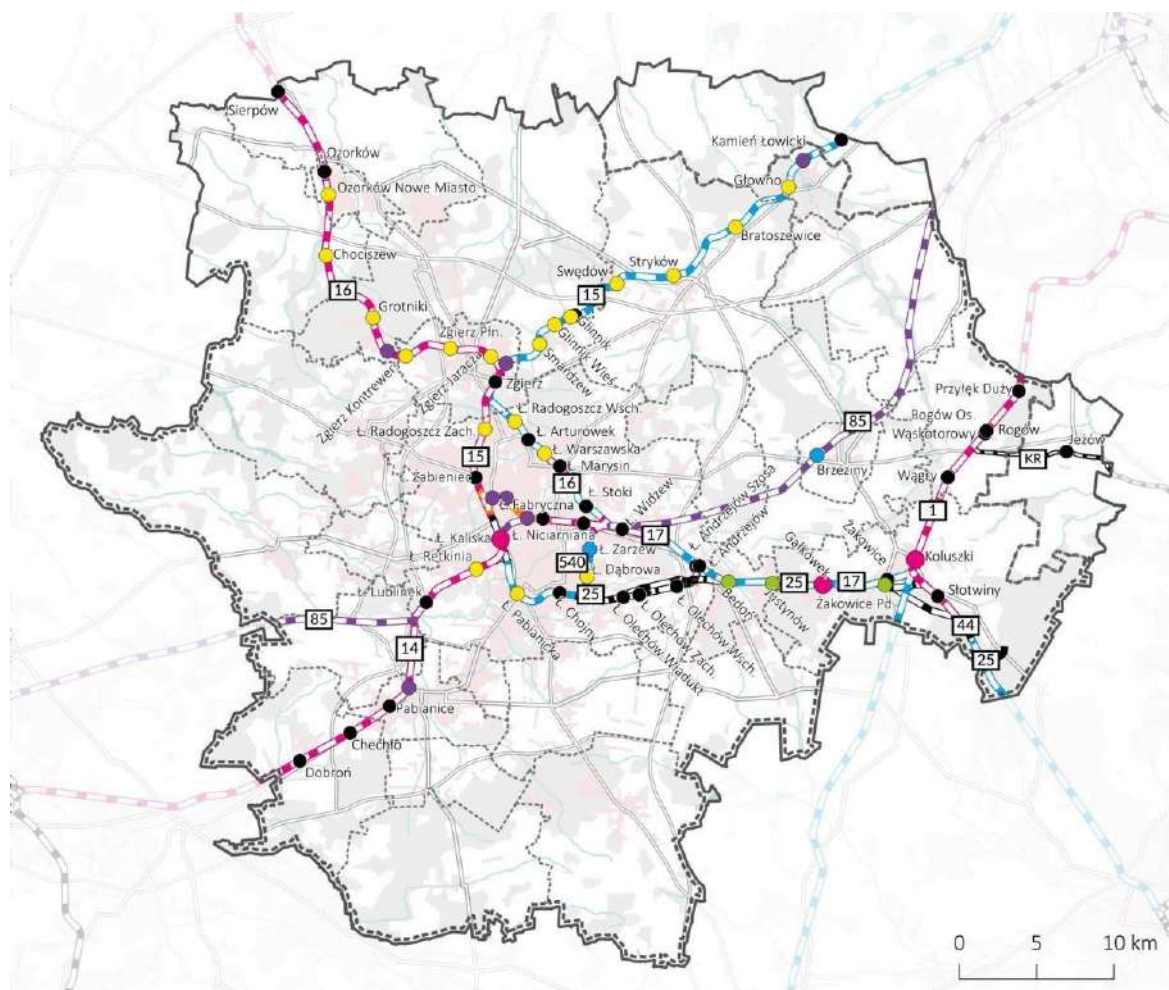 Sierpów
Ozorków
Ozorków Nowe Miasto
Chociszew
16
Grotniki
Zgierz Kontrewers
Zgierz Płn.
Zgierz Jaracza
Zgierz
Kamień Łowicki
Głowno
Bratoszewice
Stryków
Swędów
15
Glinnik
Glinnik Wieś
Smardzew
Ł. Radogoszcz Wsch.
Ł. Radogoszcz Zach.
Ł. Arturówek
Ł. Warszawska
Ł. Marysin
15
16
Ł. Żabieniec
Ł. Stoki
Ł. Fabryczna
Widzew
Ł. Kaliska
Ł. Niciarniana
17
Ł. Andrzejów Szosa
Andrzejów
Ł. Retkinia
540
Ł. Zarzew
Ł. Dąbrowa
25
Ł. Lublinek
Ł. Pabianicka
Ł. Chojny
Ł. Olechów Wiadukt
Ł. Olechów Zach.
Ł. Olechów Wsch.
Bedoń
Justynów
25
Gałkówek
17
Żakowice
Żakowice Pd.
Koluszki
Słotwiny
44
25
1
Wągry
Rogów Os.
Wąskotorowy
Rogów
Przyłęk Duży
Jeżów
KR
85
Brzeziny
85
14
Pabianice
Chechło
Dobroń
0 5 10 km